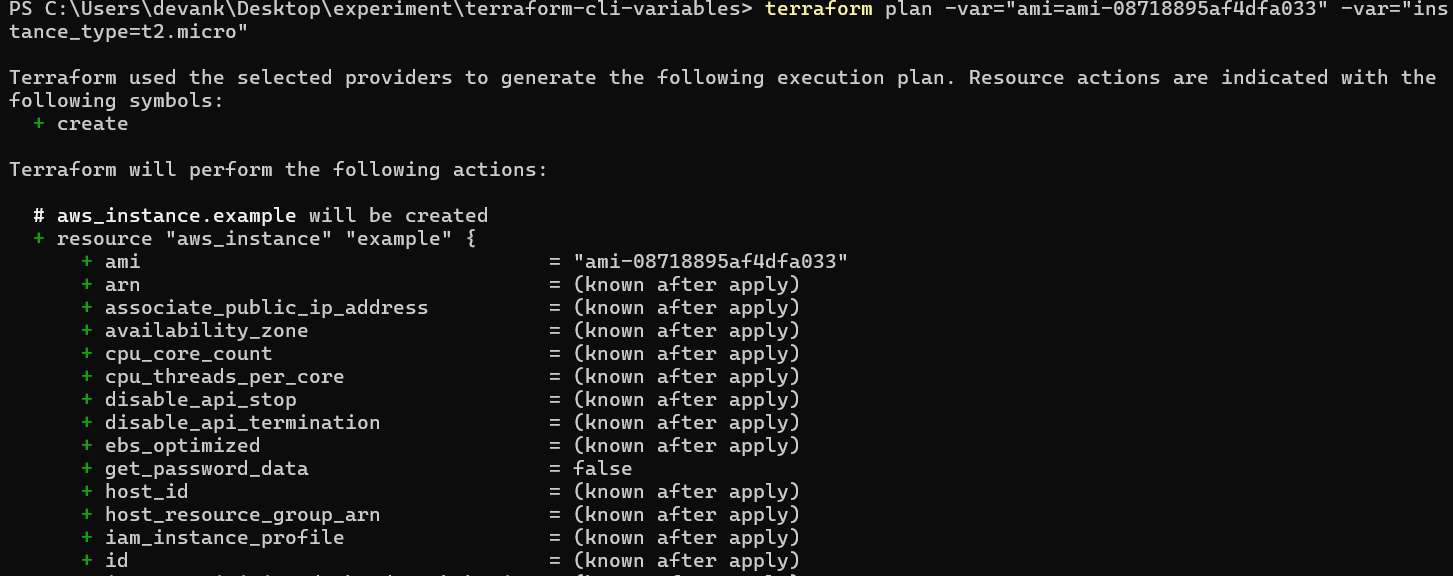 PS C:\Users\devank\Desktop\experiment\terraform-cli-variables> terraform plan -var="ami=ami-08718895af4dfa033" -var="ins
tance_type=t2.micro"
Terraform used the selected providers to generate the following execution plan. Resource actions are indicated with the
following symbols:
+ create
Terraform will perform the following actions:
# aws_instance.example will be created
+ resource "aws_instance" "example" {
+ ami = "ami-08718895af4dfa033"
+ arn = (known after apply)
+ associate_public_ip_address = (known after apply)
+ availability_zone = (known after apply)
+ cpu_core_count = (known after apply)
+ cpu_threads_per_core = (known after apply)
+ disable_api_stop = (known after apply)
+ disable_api_termination = (known after apply)
+ ebs_optimized = (known after apply)
+ get_password_data = false
+ host_id = (known after apply)
+ host_resource_group_arn = (known after apply)
+ iam_instance_profile = (known after apply)
+ id = (known after apply)